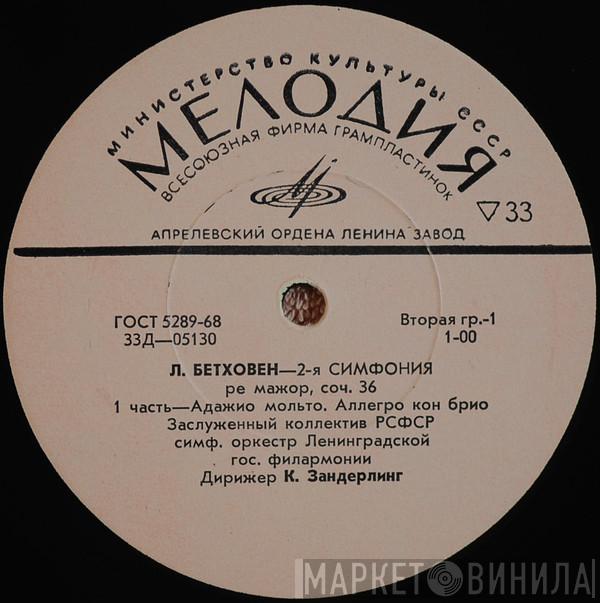 МИНИСТЕРСТВО КУЛЬТУРЫ СССР
МЕЛОДИЯ
ВСЕСОЮЗНАЯ ФИРМА ГРАМПЛАСТИНОК
▽33
АПРЕЛЕВСКИЙ ОРДЕНА ЛЕНИНА ЗАВОД
ГОСТ 5289-68
33Д—05130
Вторая гр.-1
1-00
Л. БЕТХОВЕН—2-я СИМФОНИЯ
ре мажор, соч. 36
1 часть—Адажио мольто. Аллегро кон брио
Заслуженный коллектив РСФСР
симф. оркестр Ленинградской
гос. филармонии
Дирижер К. Зандерлинг
МАРКЕТ ВИНИЛА